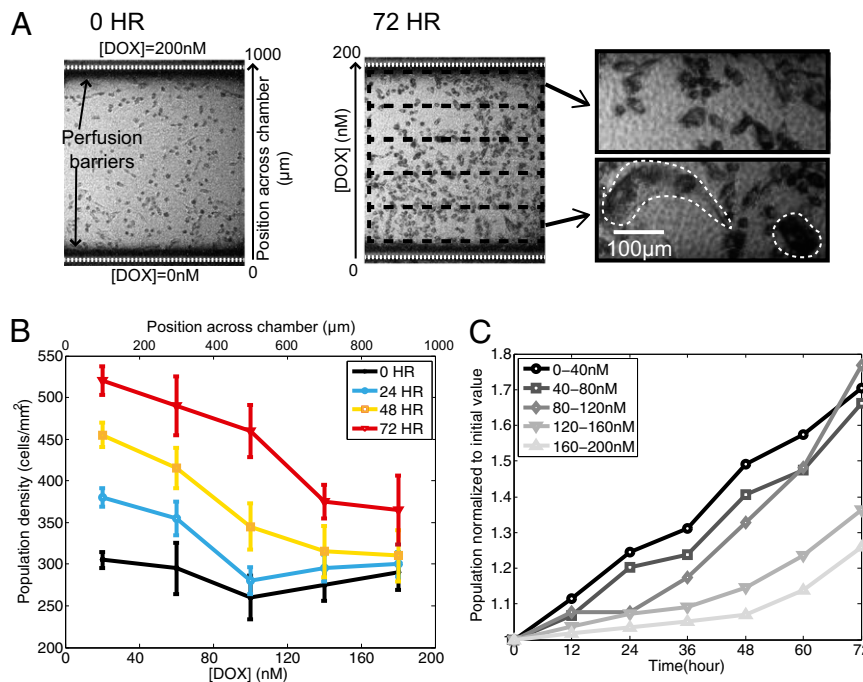 A
0 HR
[DOX]=200nM
1000
Perfusion
barriers
Position across chamber
(µm)
0
[DOX]=0nM
72 HR
200
[DOX] (nM)
0
100µm
B
Position across chamber (µm)
0 200 400 600 800 1000
Population density (cells/mm²)
550
500
450
400
350
300
250
200
0 HR
24 HR
48 HR
72 HR
0 40 80 120 160 200
[DOX] (nM)
C
Population normalized to initial value
1.8
1.7
1.6
1.5
1.4
1.3
1.2
1.1
1
0-40nM
40-80nM
80-120nM
120-160nM
160-200nM
0 12 24 36 48 60 72
Time(hour)